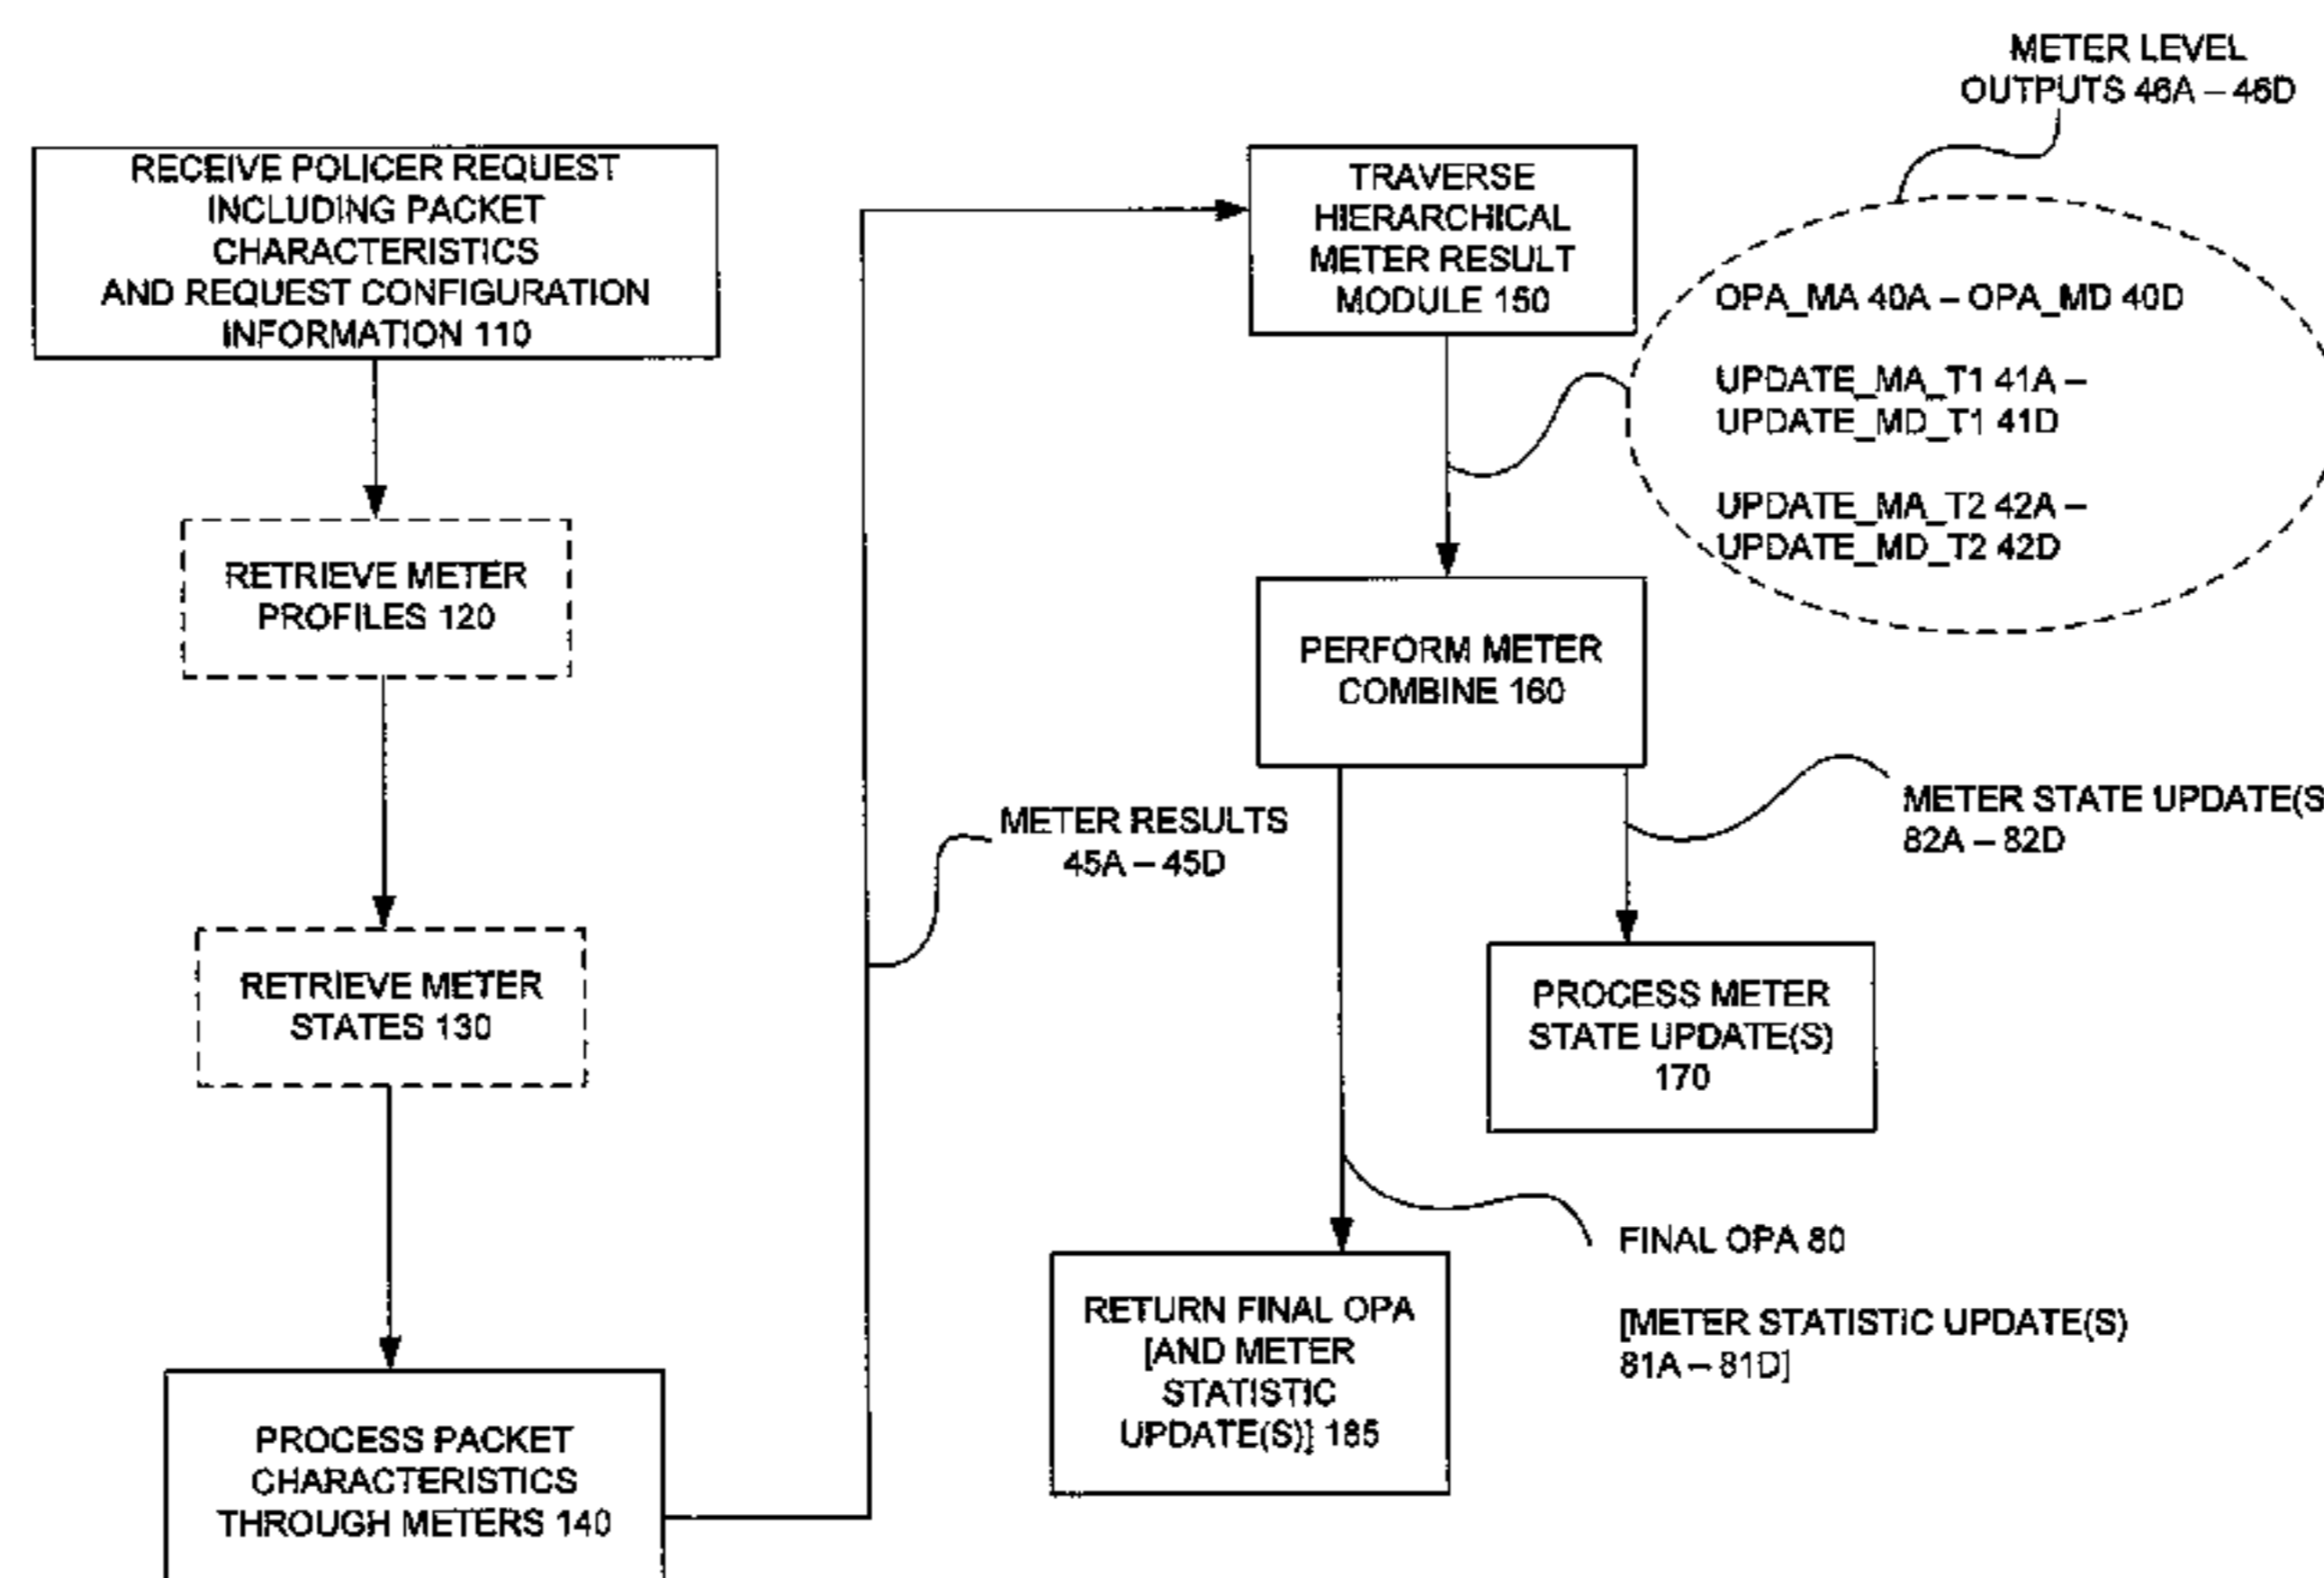 RECEIVE POLICER REQUEST
INCLUDING PACKET
CHARACTERISTICS
AND REQUEST CONFIGURATION
INFORMATION 110
RETRIEVE METER
PROFILES 120
RETRIEVE METER
STATES 130
PROCESS PACKET
CHARACTERISTICS
THROUGH METERS 140
METER RESULTS
45A – 45D
TRAVERSE
HIERARCHICAL
METER RESULT
MODULE 150
METER LEVEL
OUTPUTS 46A – 46D
OPA_MA 40A – OPA_MD 40D
UPDATE_MA_T1 41A –
UPDATE_MD_T1 41D
UPDATE_MA_T2 42A –
UPDATE_MD_T2 42D
PERFORM METER
COMBINE 160
METER STATE UPDATE(S
82A – 82D
PROCESS METER
STATE UPDATE(S)
170
FINAL OPA 80
[METER STATISTIC UPDATE(S)
81A – 81D]
RETURN FINAL OPA
[AND METER
STATISTIC
UPDATE(S)] 185